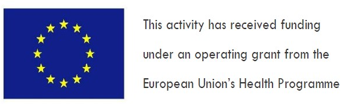 This activity has received funding
under an operating grant from the
European Union's Health Programme